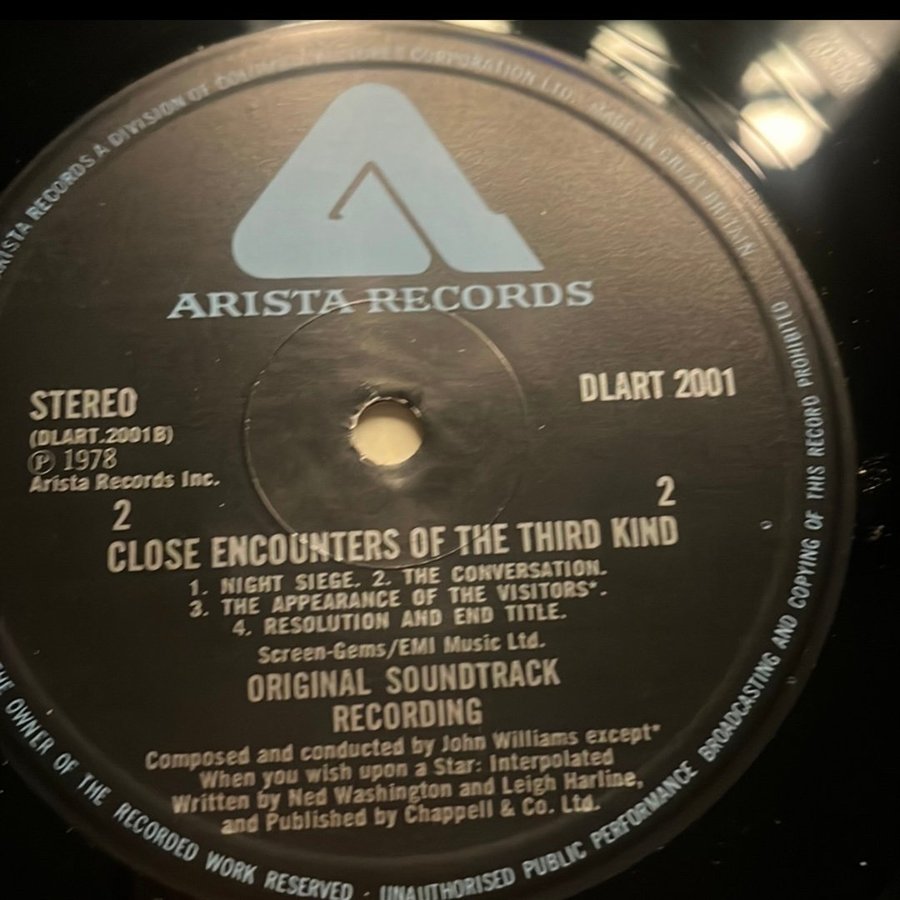 ARISTA RECORDS A DIVISION OF COLUMBIA PICTURES CORPORATION LTD. MADE IN GREAT BRITAIN
ARISTA RECORDS
STEREO
(DLART.2001B)
Ⓟ 1978
Arista Records Inc.
DLART 2001
2
2
CLOSE ENCOUNTERS OF THE THIRD KIND
1. NIGHT SIEGE. 2. THE CONVERSATION.
3. THE APPEARANCE OF THE VISITORS*.
4. RESOLUTION AND END TITLE.
Screen-Gems/EMI Music Ltd.
ORIGINAL SOUNDTRACK
RECORDING
Composed and conducted by John Williams except*
When you wish upon a Star: Interpolated
Written by Ned Washington and Leigh Harline,
and Published by Chappell & Co. Ltd.
THE OWNER OF THE RECORDED WORK RESERVED · UNAUTHORISED PUBLIC PERFORMANCE BROADCASTING AND COPYING OF THIS RECORD PROHIBITED